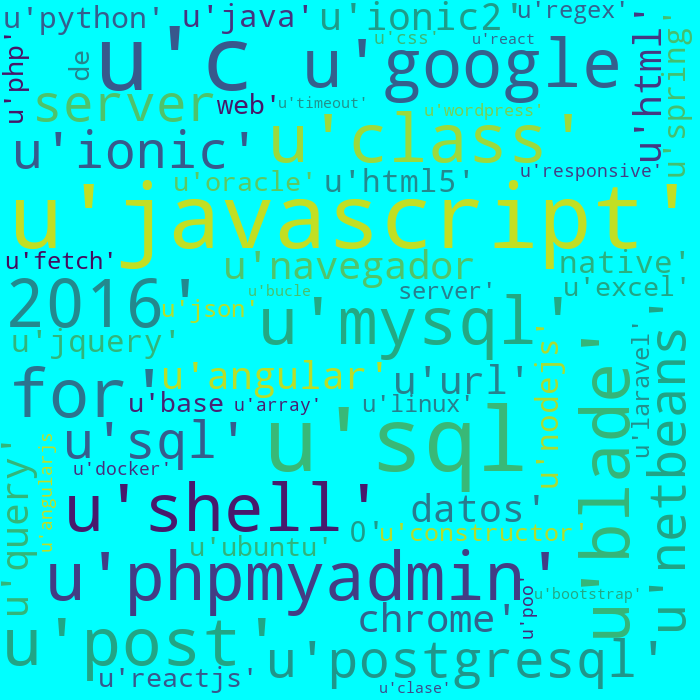 u'python'
u'java'
u'ionic2'
u'regex'
u'php'
de
u'c
u'css'
u'react
u'google
u'html'
u'spring'
server
web'
u'timeout'
u'wordpress'
u'ionic'
u'class'
u'responsive'
u'oracle'
u'html5'
u'javascript'
u'fetch'
u'navegador
native'
2016'
u'json'
u'bucle
server'
u'excel'
u'mysql'
u'jquery'
for'
u'angular'
u'url'
u'nodejs'
u'laravel'
u'blade'
u'netbeans'
u'base
u'array'
u'linux'
u'sql'
u'sql
u'query'
u'angularjs
u'docker'
u'shell'
datos'
0'
u'constructor'
u'ubuntu'
u'phpmyadmin'
u'poo'
u'bootstrap'
chrome'
u'post'
u'postgresql'
u'reactjs'
u'clase'